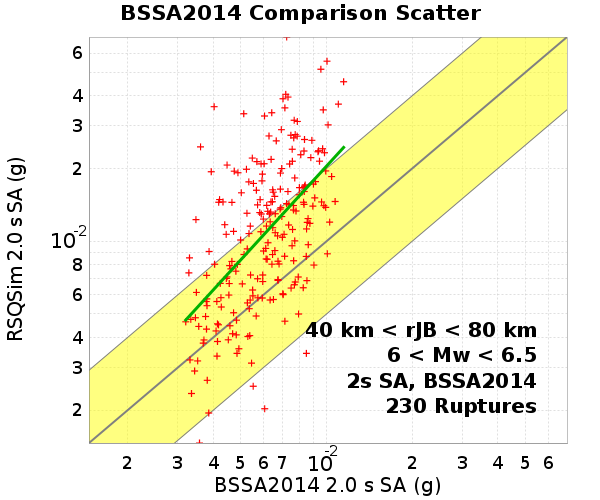 BSSA2014 Comparison Scatter
RSQSim 2.0 s SA (g)
6
4
3
2
10-2
8
6
4
3
2
40 km < rJB < 80 km
6 < Mw < 6.5
2s SA, BSSA2014
230 Ruptures
2 3 4 5 6 7 10-2 2 3 4 5 6
BSSA2014 2.0 s SA (g)